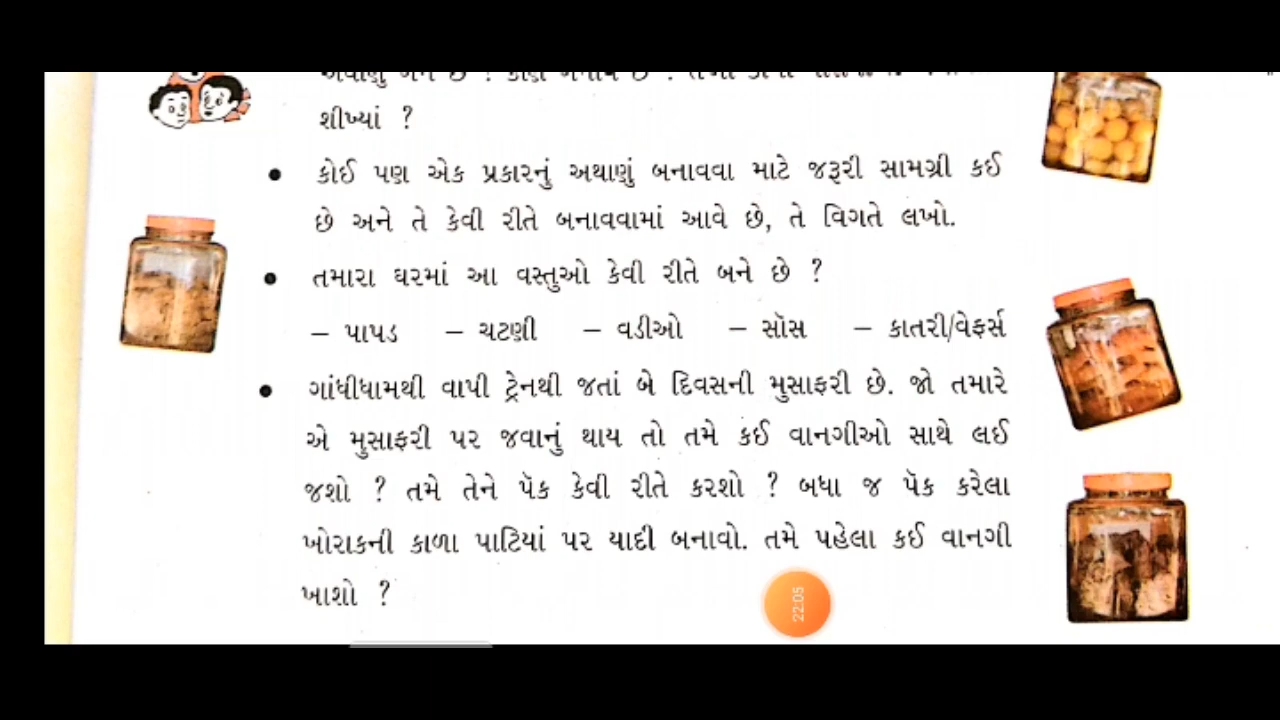 શીખ્યાં ?
• કોઈ પણ એક પ્રકારનું અથાણું બનાવવા માટે જરૂરી સામગ્રી કઈ
છે અને તે કેવી રીતે બનાવવામાં આવે છે, તે વિગતે લખો.
• તમારા ઘરમાં આ વસ્તુઓ કેવી રીતે બને છે ?
– પાપડ – ચટણી – વડીઓ – સૉસ – કાતરી/વેફર્સ
• ગાંધીધામથી વાપી ટ્રેનથી જતાં બે દિવસની મુસાફરી છે. જો તમારે
એ મુસાફરી પર જવાનું થાય તો તમે કઈ વાનગીઓ સાથે લઈ
જશો ? તમે તેને પૅક કેવી રીતે કરશો ? બધા જ પૅક કરેલા
ખોરાકની કાળા પાટિયાં પર યાદી બનાવો. તમે પહેલા કઈ વાનગી
ખાશો ?
22:05